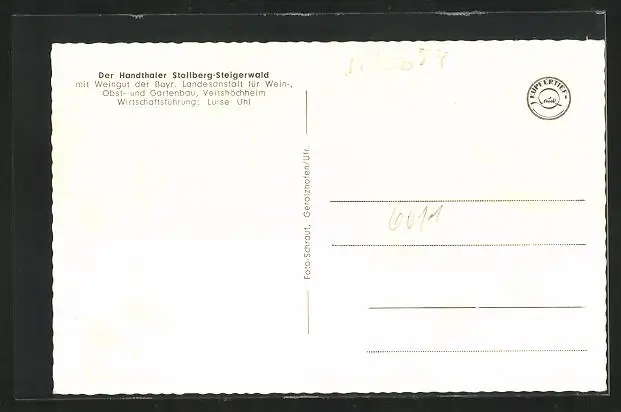 Der Handthaler Stollberg-Steigerwald
mit Weingut der Bayr. Landesanstalt für Wein-,
Obst- und Gartenbau, Veitshöchheim
Wirtschaftsführung: Luise Uhl
Foto-Schraut, Gerolzhofen/Ufr.
KUPFERTIEF-